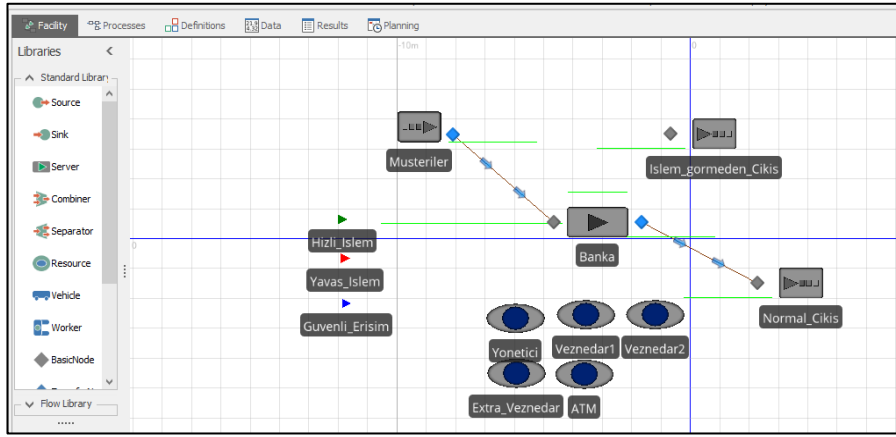 Facility Processes Definitions Data Results Planning
Libraries <
Standard Library
Source
Sink
Server
Combiner
Separator
Resource
Vehicle
Worker
BasicNode
Flow Library
-10m
0
0
Musteriler
Islem_gormeden_Cikis
Hizli_Islem
Banka
Yavas_Islem
Guvenli_Erisim
Normal_Cikis
Yonetici
Veznedar1
Veznedar2
Extra_Veznedar
ATM